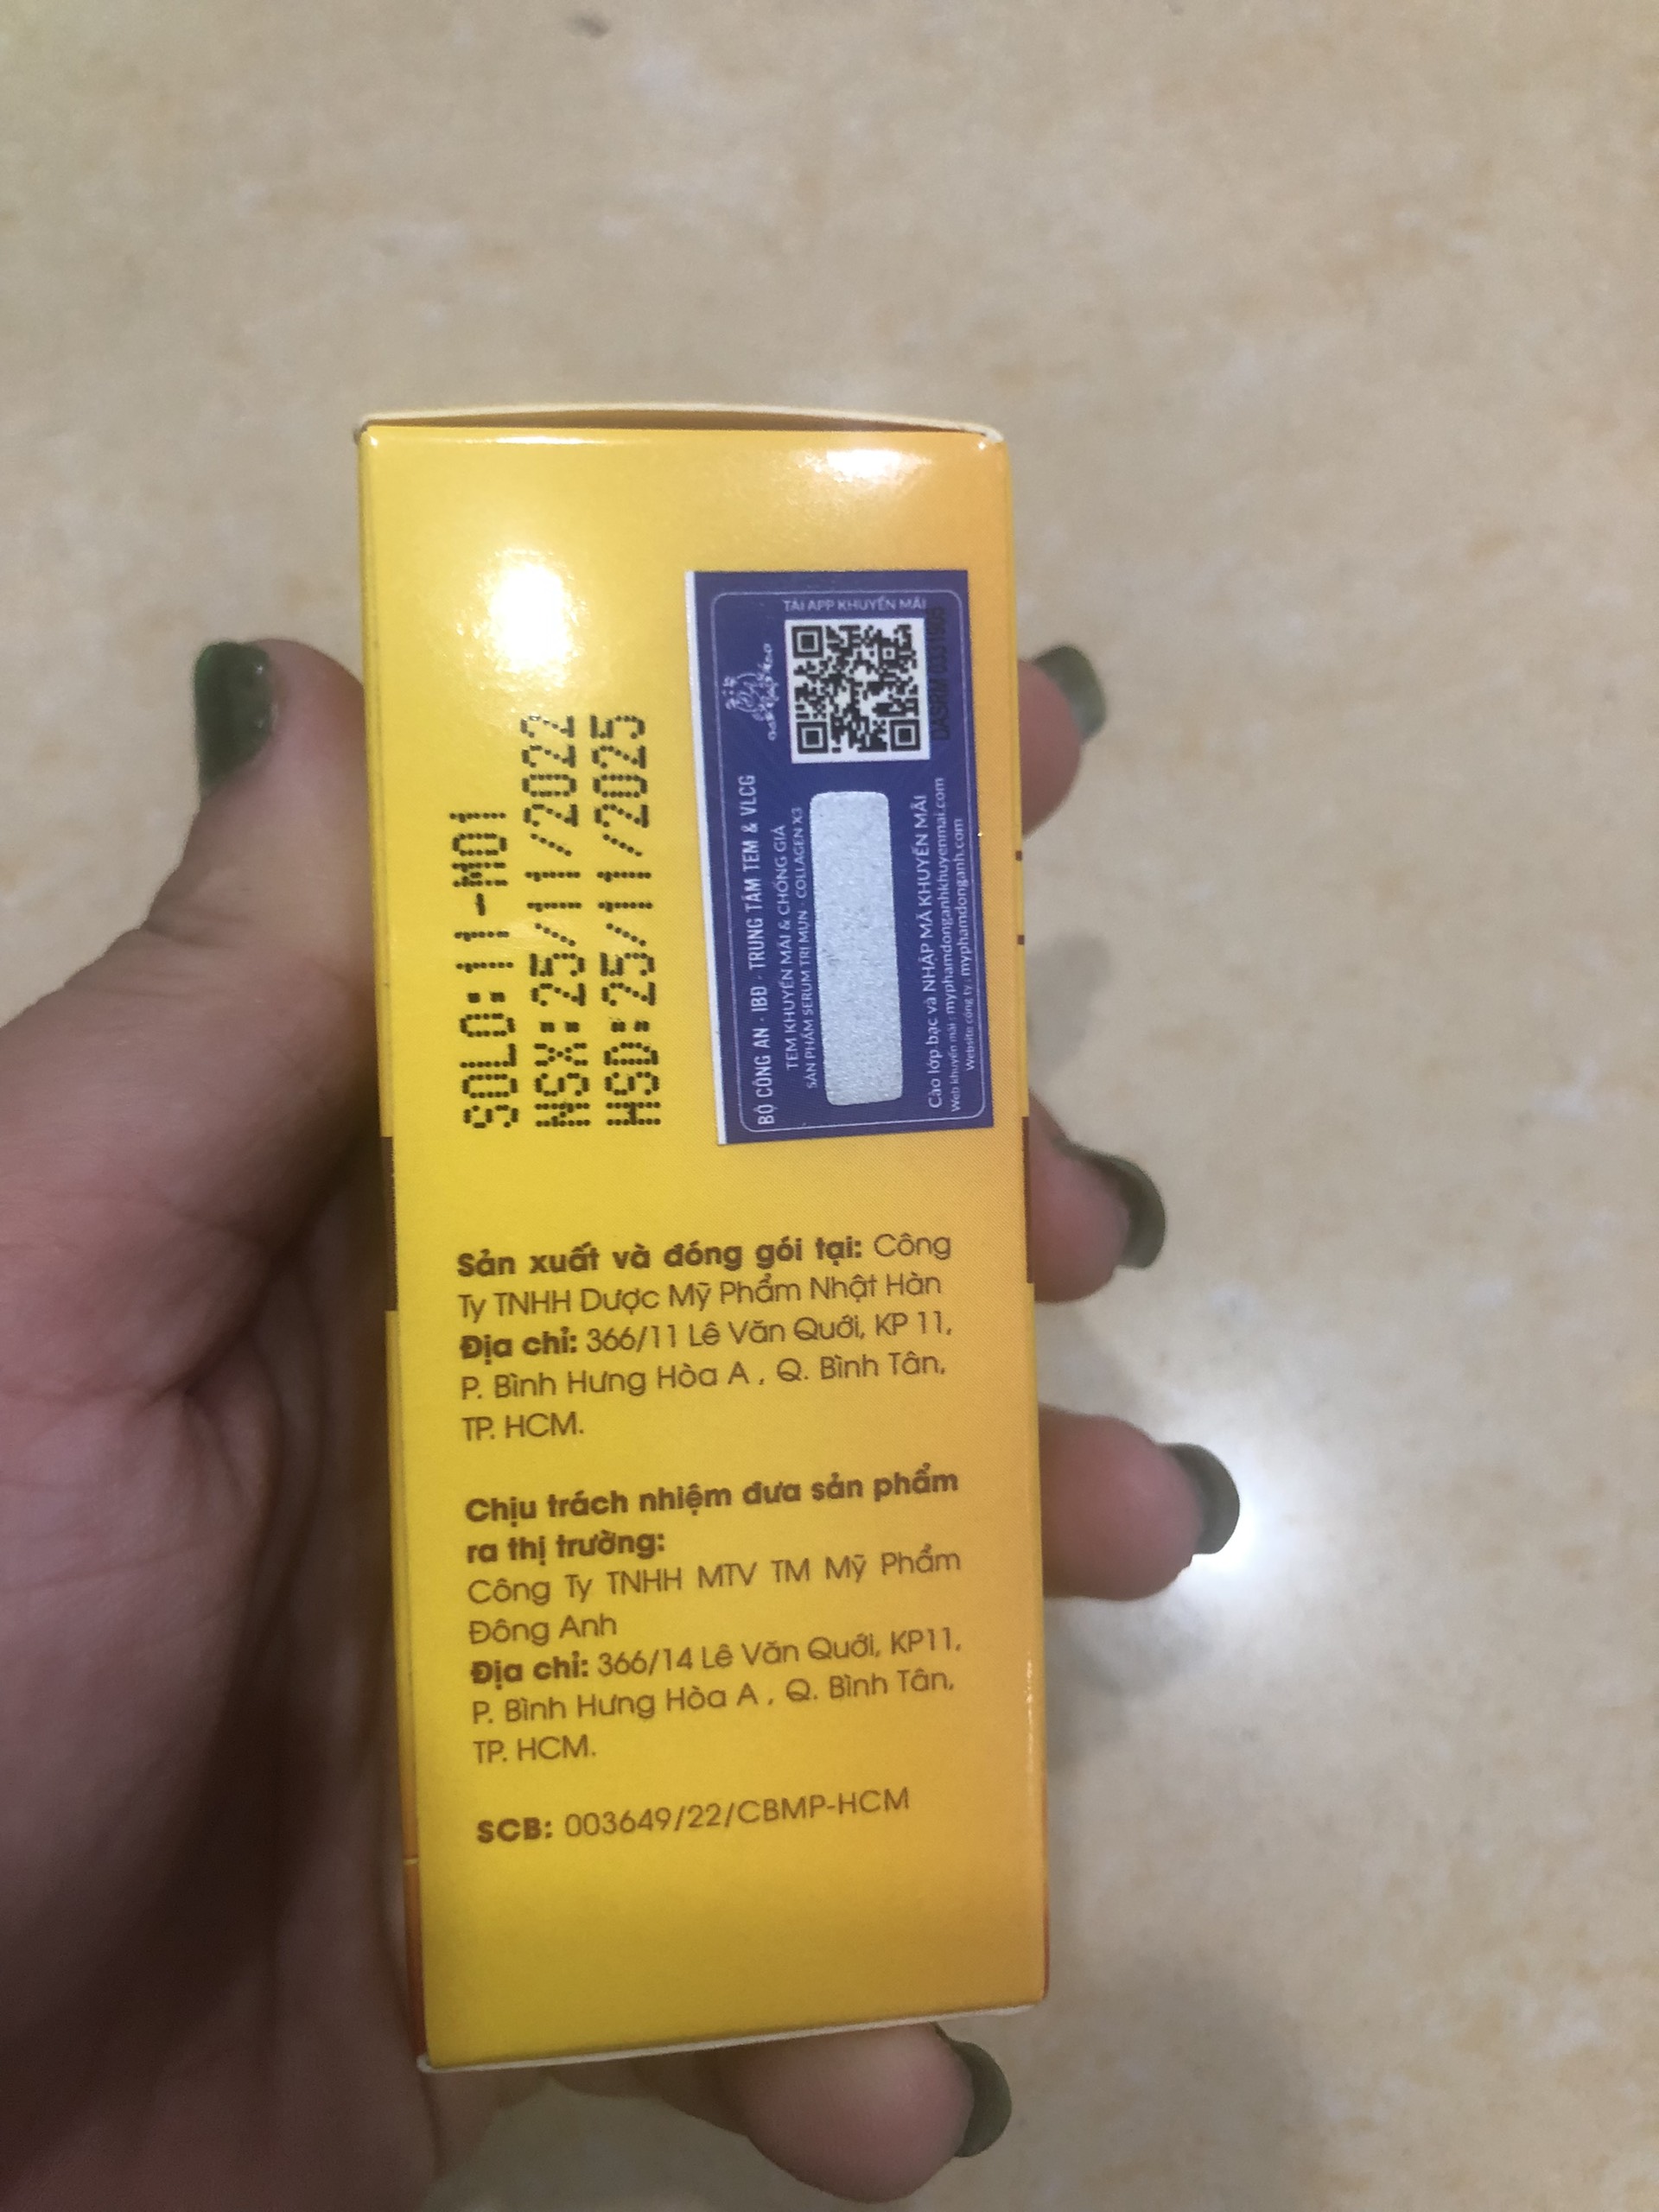 SOLO:11-M01
NSX:25/11/2022
HSD:25/11/2025
BỘ CÔNG AN - IBĐ - TRUNG TÂM TEM & VLCG
TEM KHUYẾN MÃI & CHỐNG GIẢ
SẢN PHẨM SERUM TRỊ MỤN - COLLAGEN X3
TẢI APP KHUYẾN MÃI
Cào lớp bạc và NHẬP MÃ KHUYẾN MÃI
Web khuyến mãi : myphamdonganhkhuyenmai.com
Website công ty : myphamdonganh.com
Sản xuất và đóng gói tại: Công
Ty TNHH Dược Mỹ Phẩm Nhật Hàn
Địa chỉ: 366/11 Lê Văn Quới, KP 11,
P. Bình Hưng Hòa A , Q. Bình Tân,
TP. HCM.
Chịu trách nhiệm đưa sản phẩm
ra thị trường:
Công Ty TNHH MTV TM Mỹ Phẩm
Đông Anh
Địa chỉ: 366/14 Lê Văn Quới, KP11,
P. Bình Hưng Hòa A , Q. Bình Tân,
TP. HCM.
SCB: 003649/22/CBMP-HCM